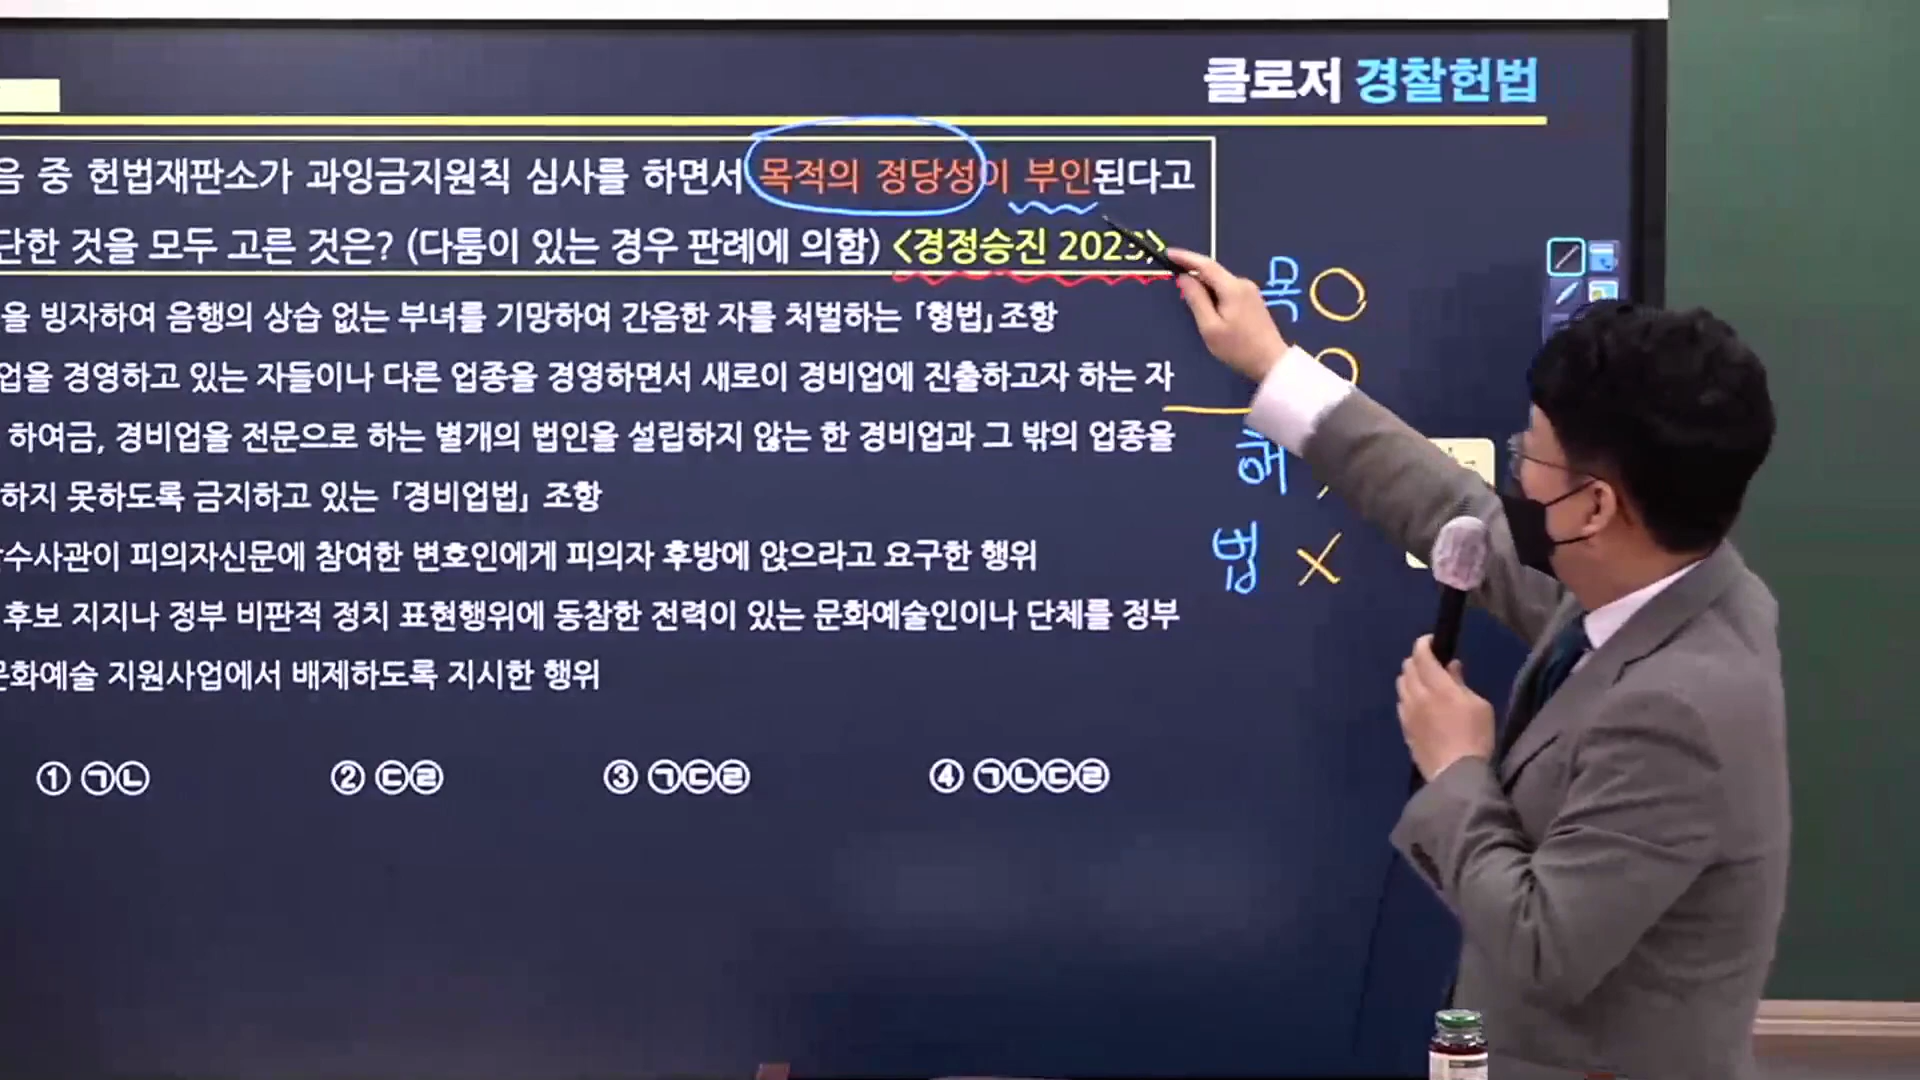 클로저 경찰헌법
음 중 헌법재판소가 과잉금지원칙 심사를 하면서 목적의 정당성이 부인된다고
단한 것을 모두 고른 것은? (다툼이 있는 경우 판례에 의함) <경정승진 2023>
을 빙자하여 음행의 상습 없는 부녀를 기망하여 간음한 자를 처벌하는 「형법」조항
업을 경영하고 있는 자들이나 다른 업종을 경영하면서 새로이 경비업에 진출하고자 하는 자
하여금, 경비업을 전문으로 하는 별개의 법인을 설립하지 않는 한 경비업과 그 밖의 업종을
하지 못하도록 금지하고 있는 「경비업법」 조항
수사관이 피의자신문에 참여한 변호인에게 피의자 후방에 앉으라고 요구한 행위
후보 지지나 정부 비판적 정치 표현행위에 동참한 전력이 있는 문화예술인이나 단체를 정부
문화예술 지원사업에서 배제하도록 지시한 행위
① ㉠㉡ ② ㉢㉣ ③ ㉠㉢㉣ ④ ㉠㉡㉢㉣
목 ○
해
법 X